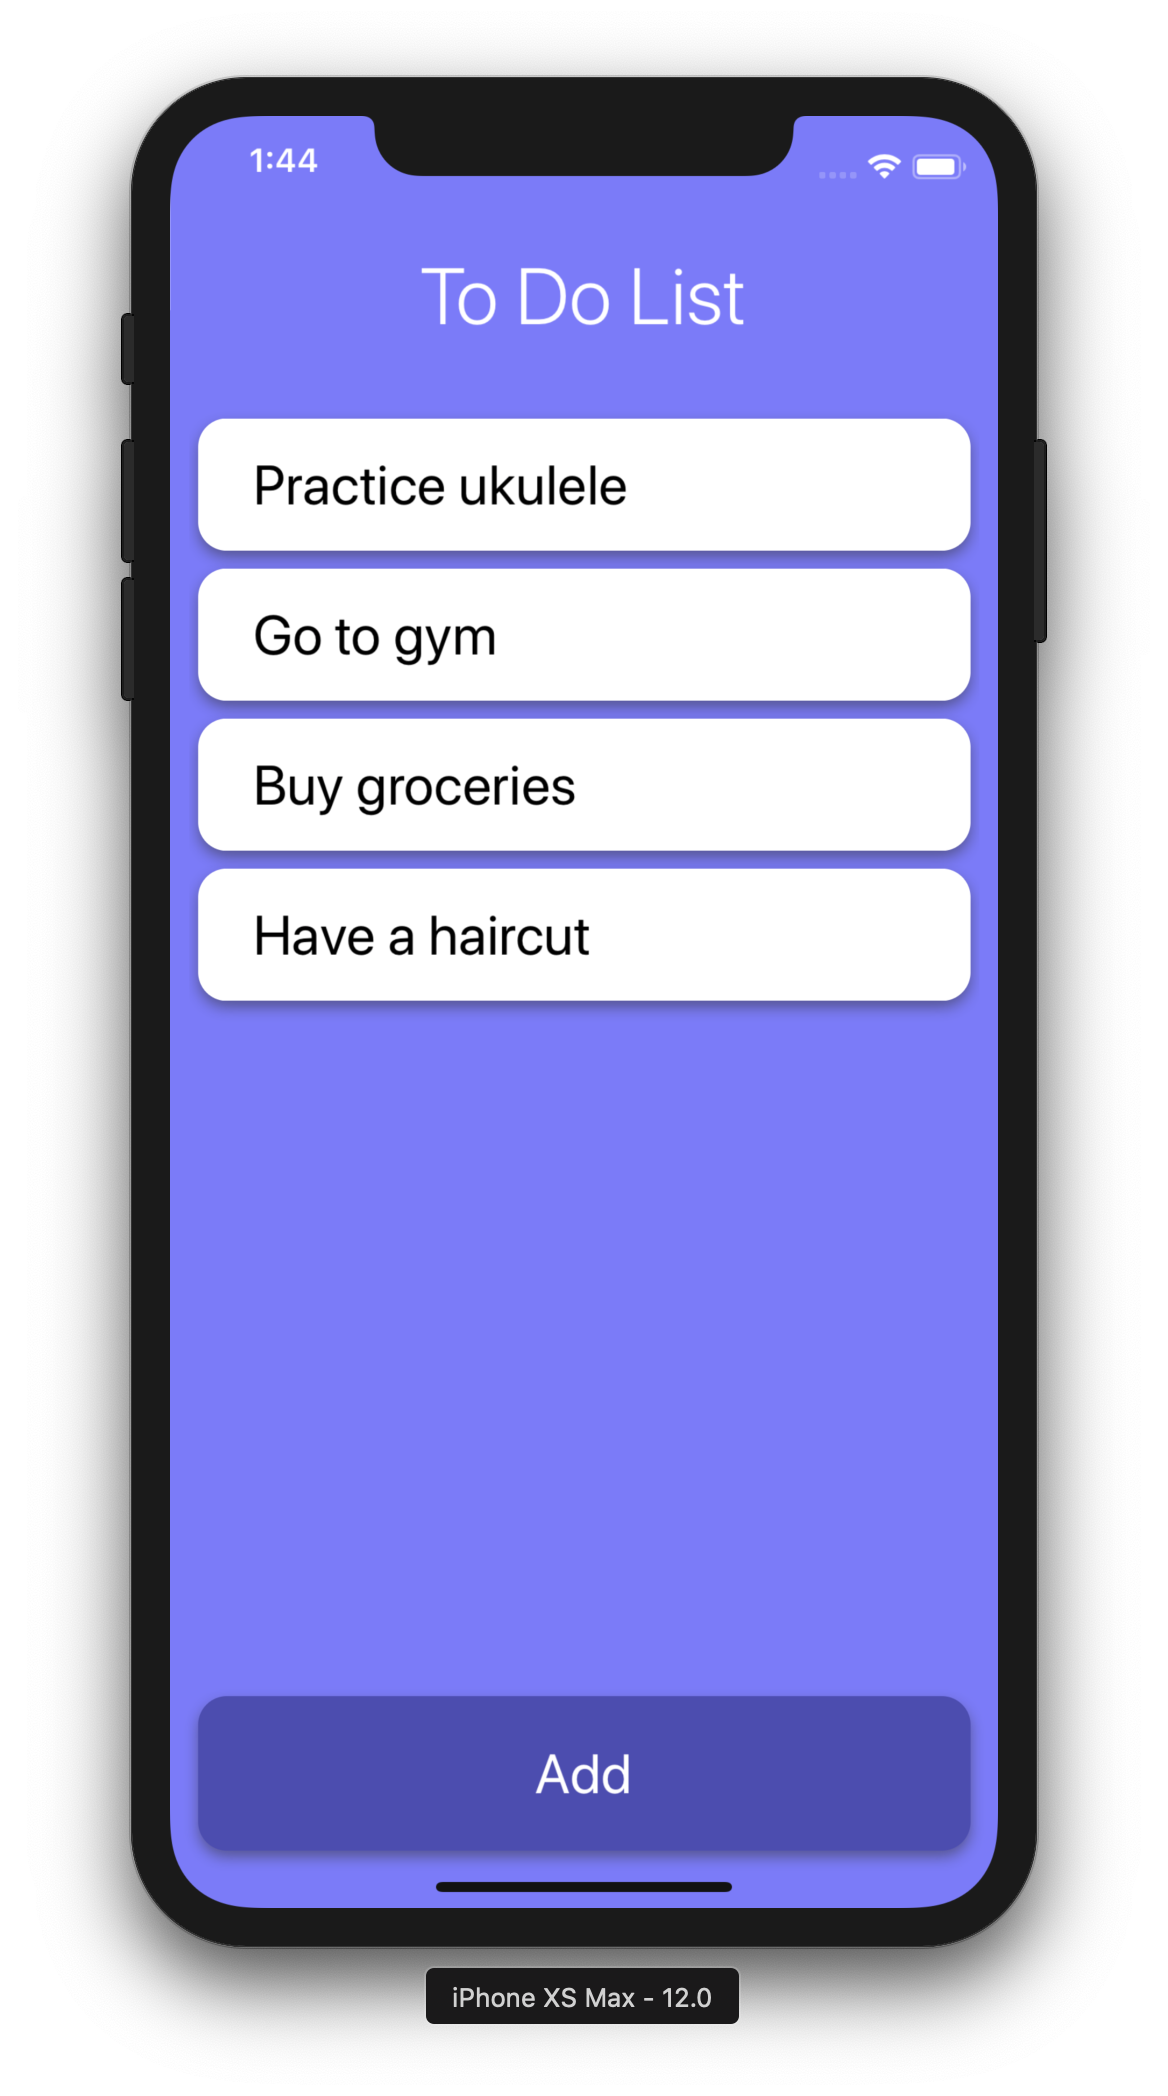 1:44
To Do List
Practice ukulele
Go to gym
Buy groceries
Have a haircut
Add
iPhone XS Max - 12.0